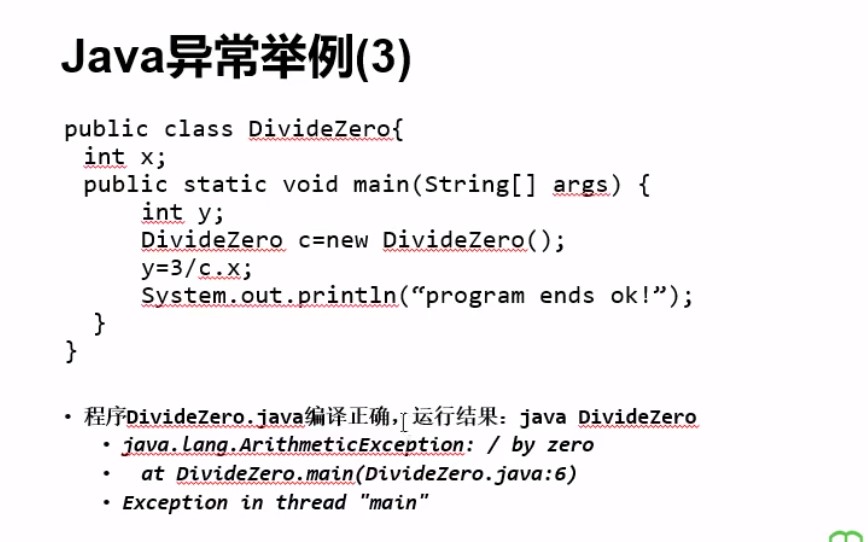 Java异常举例(3)
public class DivideZero{
int x;
public static void main(String[] args) {
int y;
DivideZero c=new DivideZero();
y=3/c.x;
System.out.println(“program ends ok!”);
}
}
• 程序DivideZero.java编译正确，运行结果：java DivideZero
• java.lang.ArithmeticException: / by zero
• at DivideZero.main(DivideZero.java:6)
• Exception in thread "main"